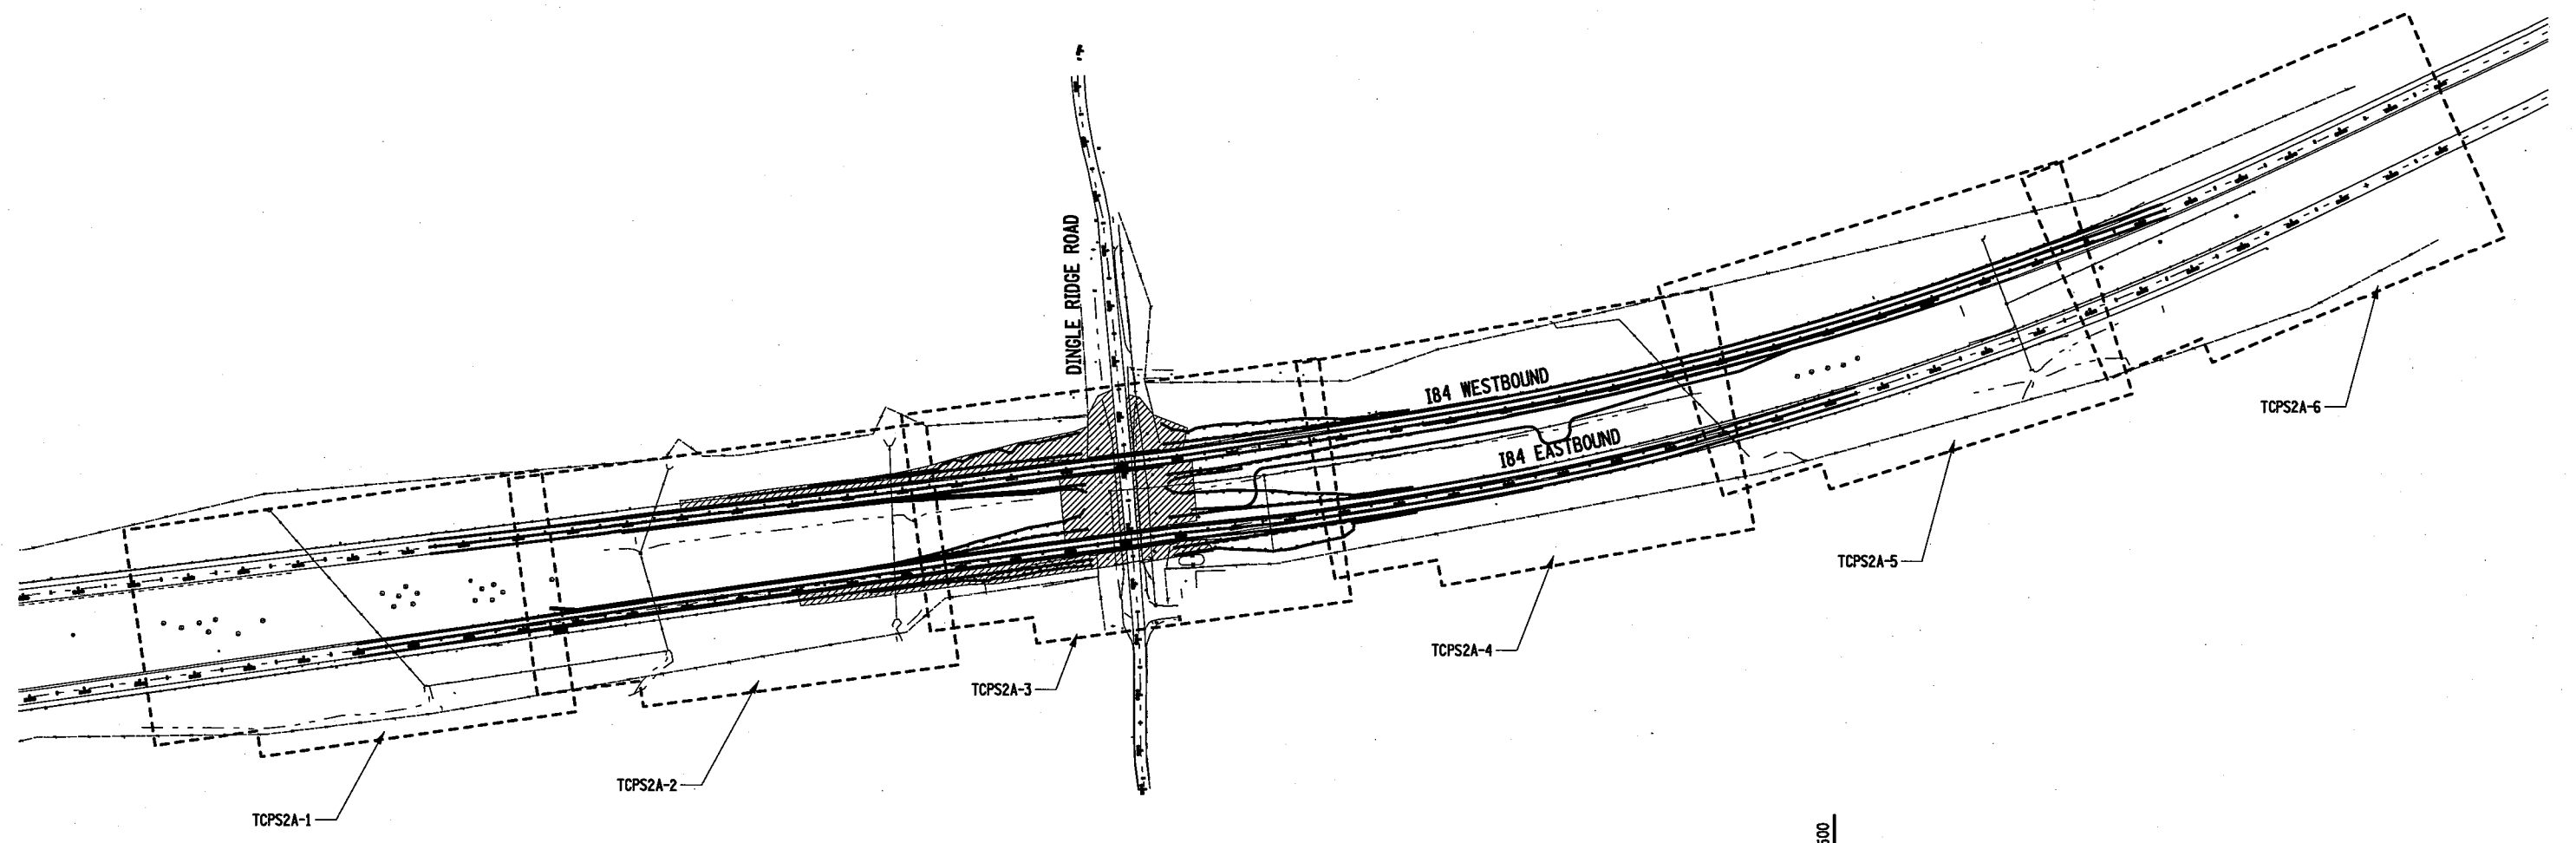 DINGLE RIDGE ROAD
I84 WESTBOUND
I84 EASTBOUND
TCPS2A-6
TCPS2A-5
TCPS2A-4
TCPS2A-3
TCPS2A-2
TCPS2A-1